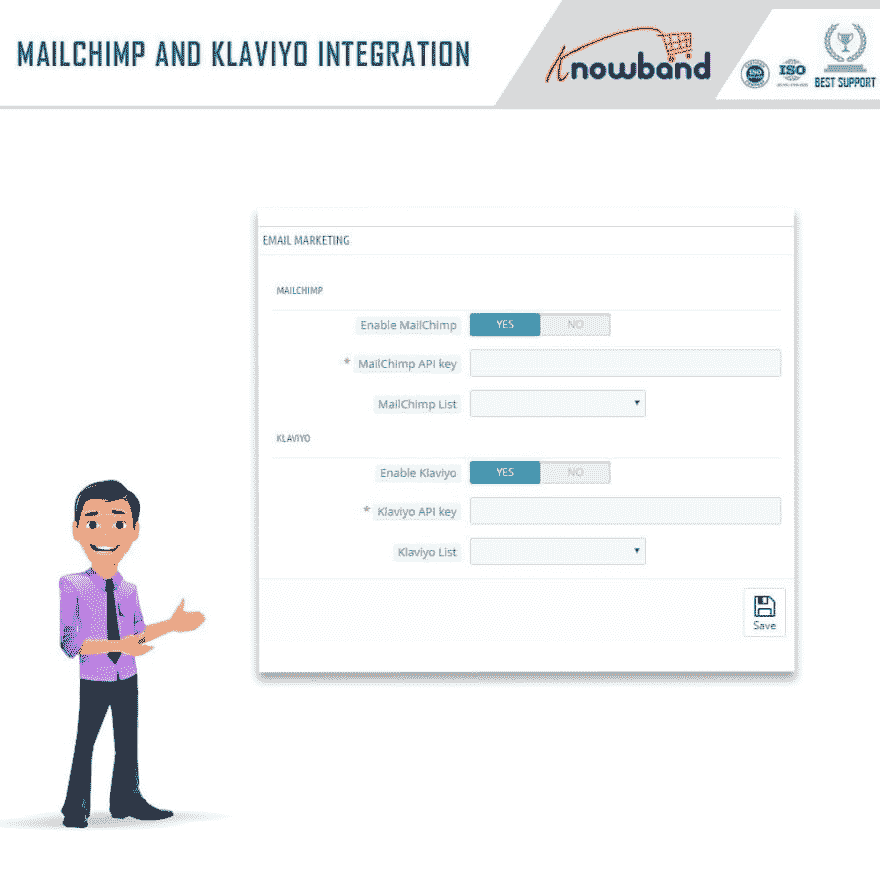 MAILCHIMP AND KLAVIYO INTEGRATION
Knowband
ISO
ISO
BEST SUPPORT
EMAIL MARKETING
MAILCHIMP
Enable MailChimp YES NO
* MailChimp API key
MailChimp List
KLAVIYO
Enable Klaviyo YES NO
* Klaviyo API key
Klaviyo List
Save